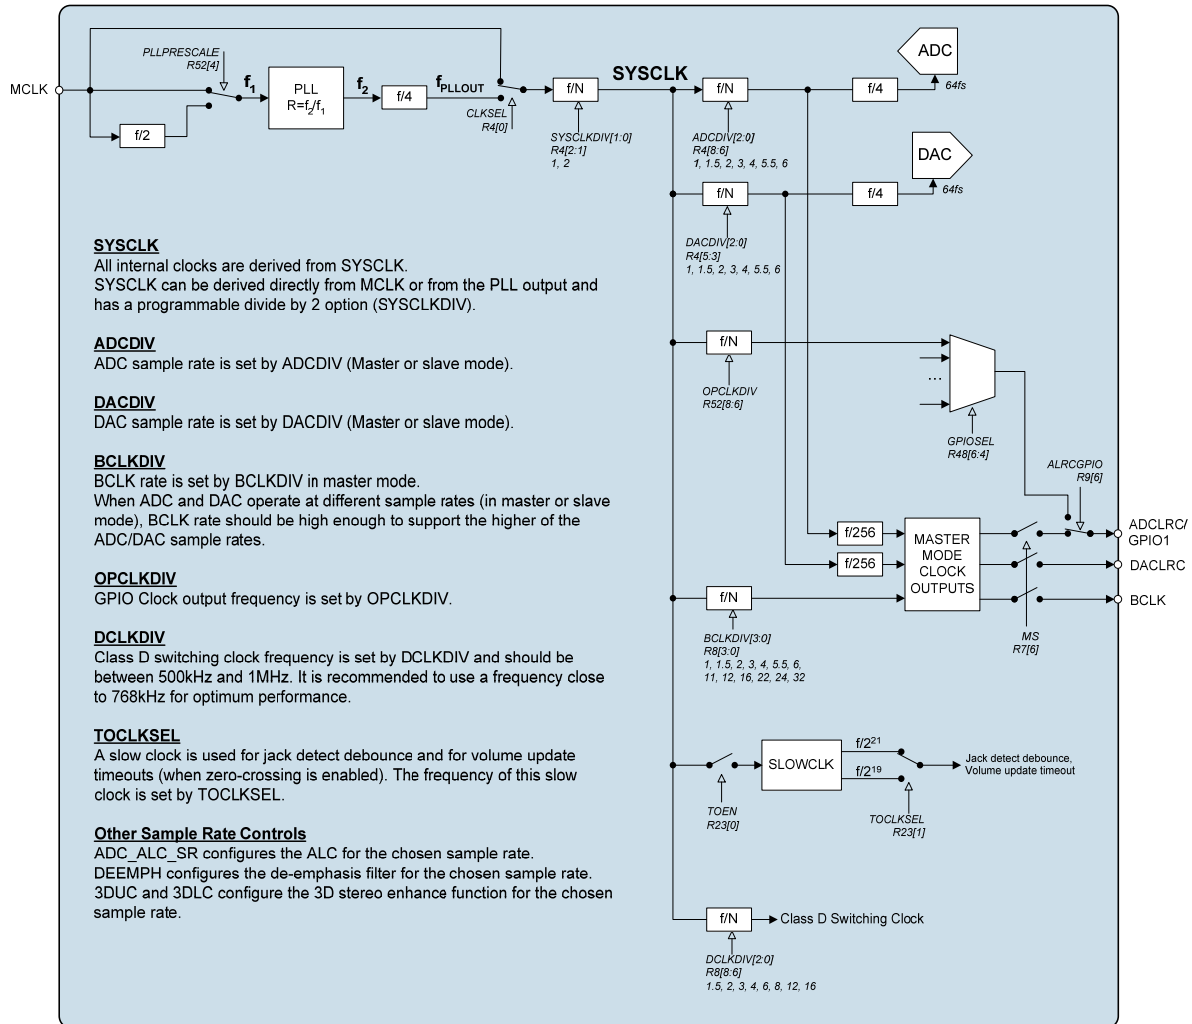 MCLK
PLLPRESCALE
R52[4]
f/2
f1
PLL
R=f2/f1
f2
f/4
fPLLOUT
CLKSEL
R4[0]
f/N
SYSCLKDIV[1:0]
R4[2:1]
1, 2
SYSCLK
f/N
ADCDIV[2:0]
R4[8:6]
1, 1.5, 2, 3, 4, 5.5, 6
f/4
ADC
64fs
f/N
DACDIV[2:0]
R4[5:3]
1, 1.5, 2, 3, 4, 5.5, 6
f/4
DAC
64fs
SYSCLK
All internal clocks are derived from SYSCLK.
SYSCLK can be derived directly from MCLK or from the PLL output and
has a programmable divide by 2 option (SYSCLKDIV).
ADCDIV
ADC sample rate is set by ADCDIV (Master or slave mode).
DACDIV
DAC sample rate is set by DACDIV (Master or slave mode).
BCLKDIV
BCLK rate is set by BCLKDIV in master mode.
When ADC and DAC operate at different sample rates (in master or slave
mode), BCLK rate should be high enough to support the higher of the
ADC/DAC sample rates.
OPCLKDIV
GPIO Clock output frequency is set by OPCLKDIV.
DCLKDIV
Class D switching clock frequency is set by DCLKDIV and should be
between 500kHz and 1MHz. It is recommended to use a frequency close
to 768kHz for optimum performance.
TOCLKSEL
A slow clock is used for jack detect debounce and for volume update
timeouts (when zero-crossing is enabled). The frequency of this slow
clock is set by TOCLKSEL.
Other Sample Rate Controls
ADC_ALC_SR configures the ALC for the chosen sample rate.
DEEMPH configures the de-emphasis filter for the chosen sample rate.
3DUC and 3DLC configure the 3D stereo enhance function for the chosen
sample rate.
f/N
OPCLKDIV
R52[8:6]
...
GPIOSEL
R48[6:4]
ALRCGPIO
R9[6]
f/256
f/256
MASTER
MODE
CLOCK
OUTPUTS
ADCLRC/
GPIO1
DACLRC
BCLK
MS
R7[6]
f/N
BCLKDIV[3:0]
R8[3:0]
1, 1.5, 2, 3, 4, 5.5, 6,
11, 12, 16, 22, 24, 32
TOEN
R23[0]
SLOWCLK
f/2²¹
f/2¹⁹
TOCLKSEL
R23[1]
Jack detect debounce,
Volume update timeout
f/N
Class D Switching Clock
DCLKDIV[2:0]
R8[8:6]
1.5, 2, 3, 4, 6, 8, 12, 16